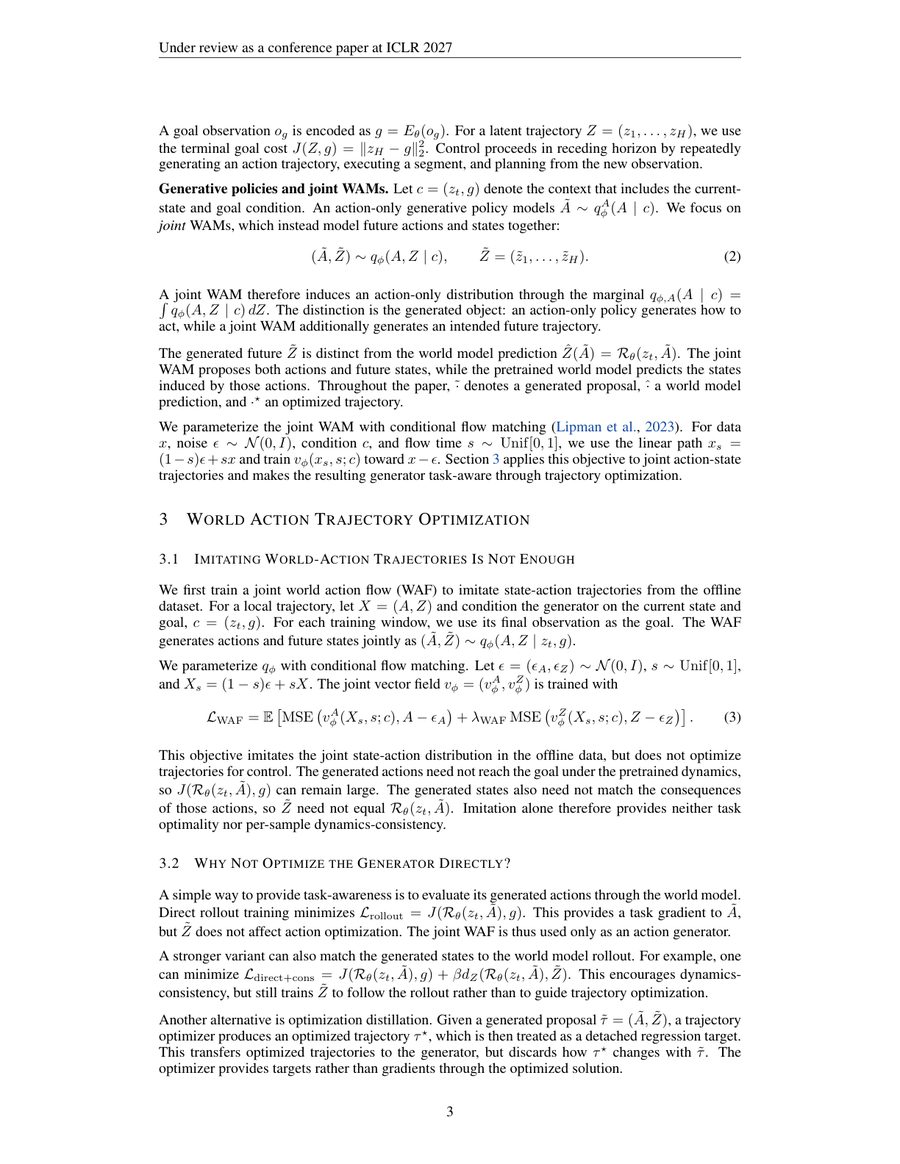 Under review as a conference paper at ICLR 2027
A goal observation o_g is encoded as g = E_θ(o_g). For a latent trajectory Z = (z_1, . . . , z_H), we use
the terminal goal cost J(Z, g) = ‖z_H − g‖²₂. Control proceeds in receding horizon by repeatedly
generating an action trajectory, executing a segment, and planning from the new observation.
Generative policies and joint WAMs. Let c = (z_t, g) denote the context that includes the current-
state and goal condition. An action-only generative policy models Ã ∼ q^A_ϕ(A | c). We focus on
joint WAMs, which instead model future actions and states together:
(Ã, Z̃) ∼ q_ϕ(A, Z | c), Z̃ = (z̃_1, . . . , z̃_H). (2)
A joint WAM therefore induces an action-only distribution through the marginal q_{ϕ,A}(A | c) =
∫ q_ϕ(A, Z | c) dZ. The distinction is the generated object: an action-only policy generates how to
act, while a joint WAM additionally generates an intended future trajectory.
The generated future Z̃ is distinct from the world model prediction Ẑ(Ã) = R_θ(z_t, Ã). The joint
WAM proposes both actions and future states, while the pretrained world model predicts the states
induced by those actions. Throughout the paper, ·̃ denotes a generated proposal, ·̂ a world model
prediction, and ·⋆ an optimized trajectory.
We parameterize the joint WAM with conditional flow matching (Lipman et al., 2023). For data
x, noise ϵ ∼ N(0, I), condition c, and flow time s ∼ Unif[0, 1], we use the linear path x_s =
(1−s)ϵ+sx and train v_ϕ(x_s, s; c) toward x−ϵ. Section 3 applies this objective to joint action-state
trajectories and makes the resulting generator task-aware through trajectory optimization.
3 WORLD ACTION TRAJECTORY OPTIMIZATION
3.1 IMITATING WORLD-ACTION TRAJECTORIES IS NOT ENOUGH
We first train a joint world action flow (WAF) to imitate state-action trajectories from the offline
dataset. For a local trajectory, let X = (A, Z) and condition the generator on the current state and
goal, c = (z_t, g). For each training window, we use its final observation as the goal. The WAF
generates actions and future states jointly as (Ã, Z̃) ∼ q_ϕ(A, Z | z_t, g).
We parameterize q_ϕ with conditional flow matching. Let ϵ = (ϵ_A, ϵ_Z) ∼ N(0, I), s ∼ Unif[0, 1],
and X_s = (1 − s)ϵ + sX. The joint vector field v_ϕ = (v^A_ϕ, v^Z_ϕ) is trained with
L_WAF = E [MSE (v^A_ϕ(X_s, s; c), A − ϵ_A) + λ_WAF MSE (v^Z_ϕ(X_s, s; c), Z − ϵ_Z)] . (3)
This objective imitates the joint state-action distribution in the offline data, but does not optimize
trajectories for control. The generated actions need not reach the goal under the pretrained dynamics,
so J(R_θ(z_t, Ã), g) can remain large. The generated states also need not match the consequences
of those actions, so Z̃ need not equal R_θ(z_t, Ã). Imitation alone therefore provides neither task
optimality nor per-sample dynamics-consistency.
3.2 WHY NOT OPTIMIZE THE GENERATOR DIRECTLY?
A simple way to provide task-awareness is to evaluate its generated actions through the world model.
Direct rollout training minimizes L_rollout = J(R_θ(z_t, Ã), g). This provides a task gradient to Ã,
but Z̃ does not affect action optimization. The joint WAF is thus used only as an action generator.
A stronger variant can also match the generated states to the world model rollout. For example, one
can minimize L_direct+cons = J(R_θ(z_t, Ã), g) + βd_Z(R_θ(z_t, Ã), Z̃). This encourages dynamics-
consistency, but still trains Z̃ to follow the rollout rather than to guide trajectory optimization.
Another alternative is optimization distillation. Given a generated proposal τ̃ = (Ã, Z̃), a trajectory
optimizer produces an optimized trajectory τ⋆, which is then treated as a detached regression target.
This transfers optimized trajectories to the generator, but discards how τ⋆ changes with τ̃. The
optimizer provides targets rather than gradients through the optimized solution.
3